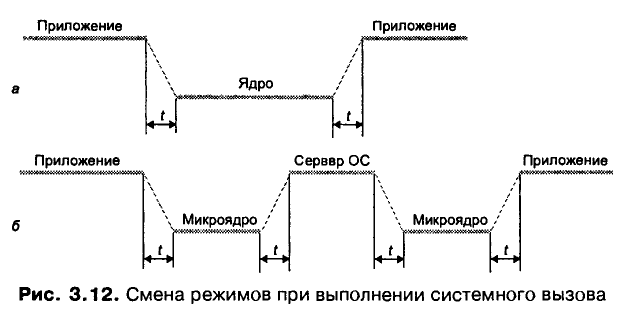 Приложение Приложение
а
Ядро
t t
Приложение Серввр ОС Приложение
б
Микроядро Микроядро
t t t t
Рис. 3.12. Смена режимов при выполнении системного вызова